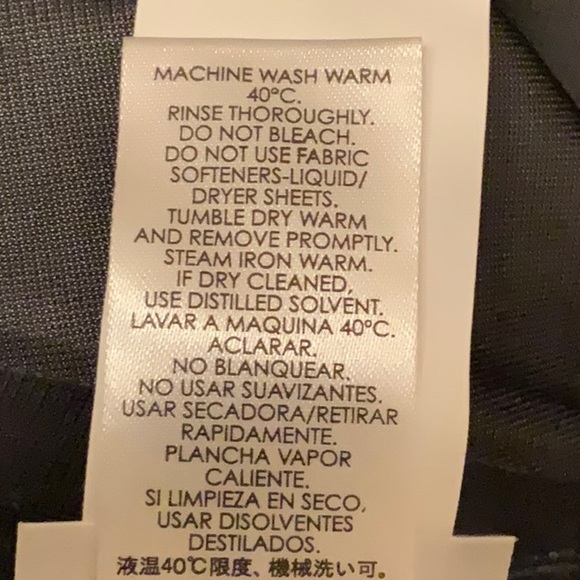 MACHINE WASH WARM
40°C.
RINSE THOROUGHLY.
DO NOT BLEACH.
DO NOT USE FABRIC
SOFTENERS-LIQUID/
DRYER SHEETS.
TUMBLE DRY WARM
AND REMOVE PROMPTLY.
STEAM IRON WARM.
IF DRY CLEANED,
USE DISTILLED SOLVENT.
LAVAR A MAQUINA 40°C.
ACLARAR.
NO BLANQUEAR.
NO USAR SUAVIZANTES.
USAR SECADORA/RETIRAR
RAPIDAMENTE.
PLANCHA VAPOR
CALIENTE.
SI LIMPIEZA EN SECO,
USAR DISOLVENTES
DESTILADOS.
液温40℃限度、機械洗い可。